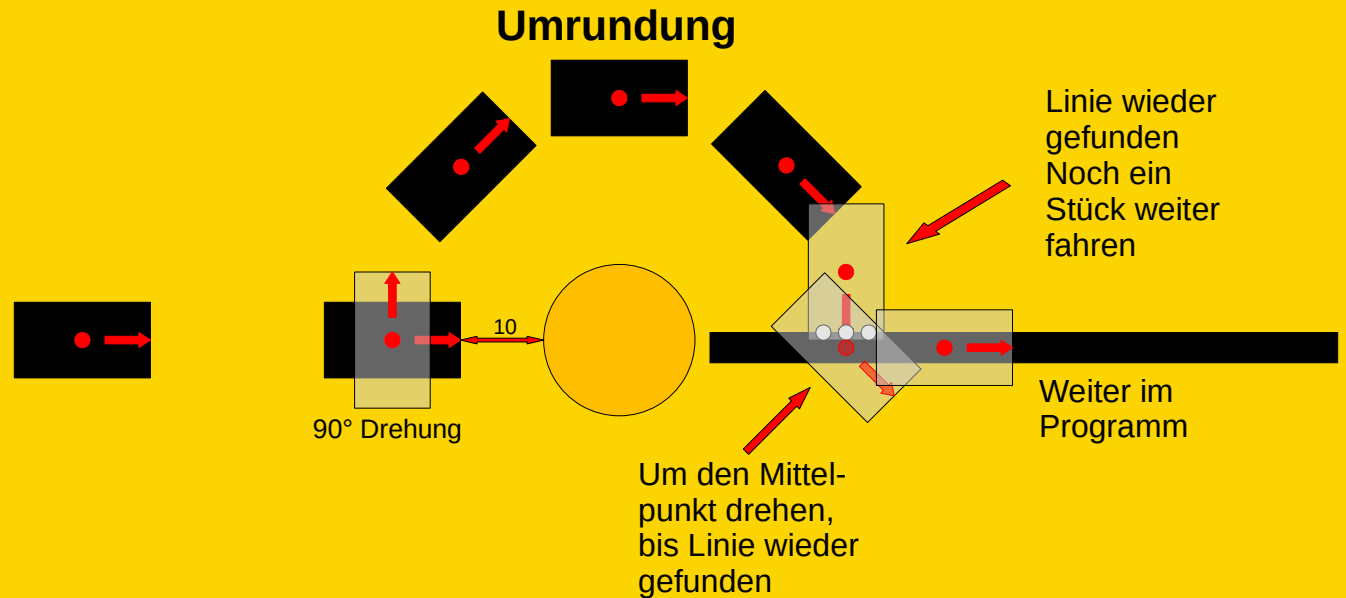 Umrundung
Linie wieder
gefunden
Noch ein
Stück weiter
fahren
10
90° Drehung
Weiter im
Programm
Um den Mittel-
punkt drehen,
bis Linie wieder
gefunden